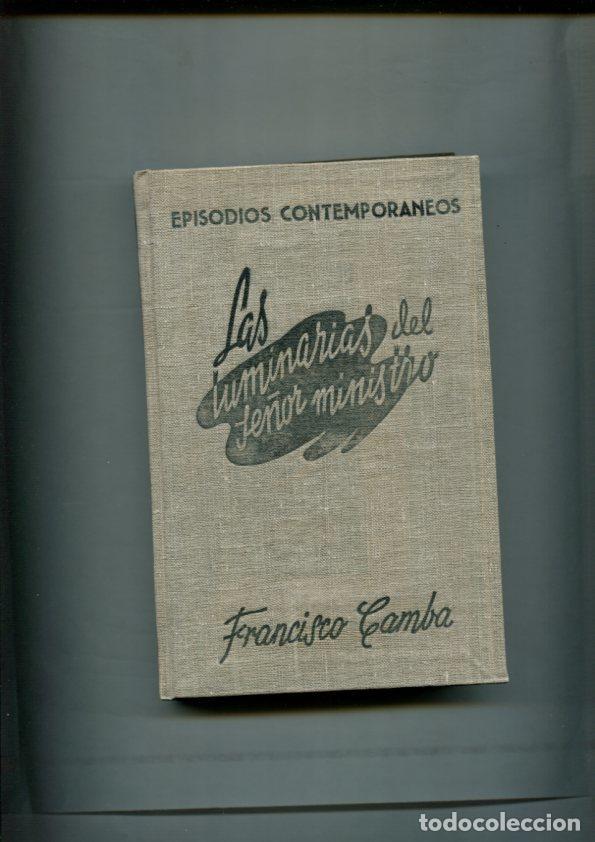 EPISODIOS CONTEMPORANEOS
Las
luminarias del
señor ministro
Francisco Camba
todocoleccion